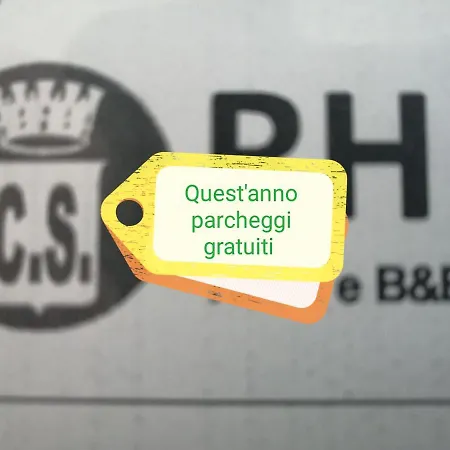 C.S.
PH
Quest'anno
parcheggi
gratuiti
e B&B